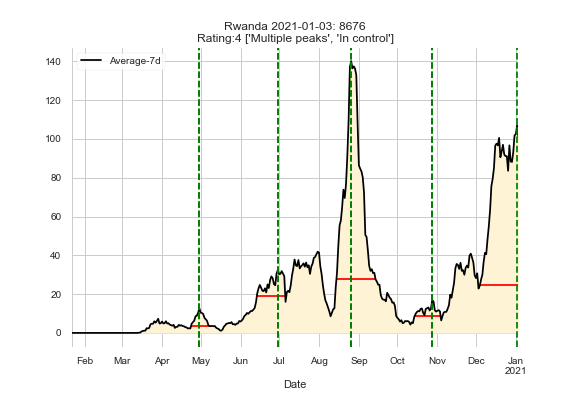 Rwanda 2021-01-03: 8676
Rating:4 ['Multiple peaks', 'In control']
Average-7d
140
120
100
80
60
40
20
0
Feb Mar Apr May Jun Jul Aug Sep Oct Nov Dec Jan
2021
Date